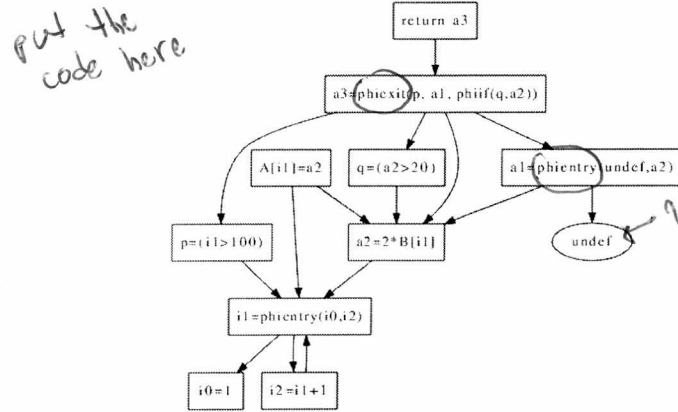 put the
code here
return a3
a3=phiexit(p, a1, phiif(q,a2))
A[i1]=a2
q=(a2>20)
a1=phientry(undef,a2)
p=(i1>100)
a2=2*B[i1]
undef
?
i1=phientry(i0,i2)
i0=1
i2=i1+1